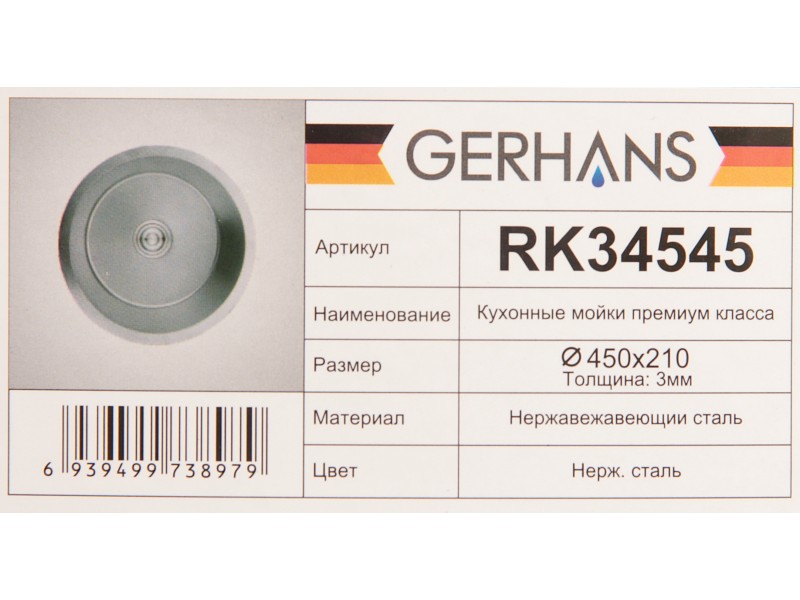 GERHANS
Артикул RK34545
Наименование Кухонные мойки премиум класса
Размер Ø 450x210
Толщина: 3мм
Материал Нержавежавеющии сталь
Цвет Нерж. сталь
6 939499 738979